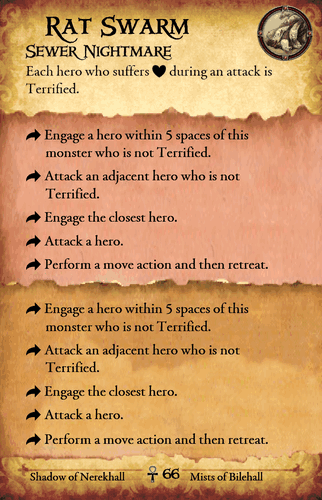 Rat Swarm
Sewer Nightmare
Each hero who suffers ♥ during an attack is
Terrified.
Engage a hero within 5 spaces of this
monster who is not Terrified.
Attack an adjacent hero who is not
Terrified.
Engage the closest hero.
Attack a hero.
Perform a move action and then retreat.
Engage a hero within 5 spaces of this
monster who is not Terrified.
Attack an adjacent hero who is not
Terrified.
Engage the closest hero.
Attack a hero.
Perform a move action and then retreat.
Shadow of Nerekhall ☥ 66 Mists of Bilehall